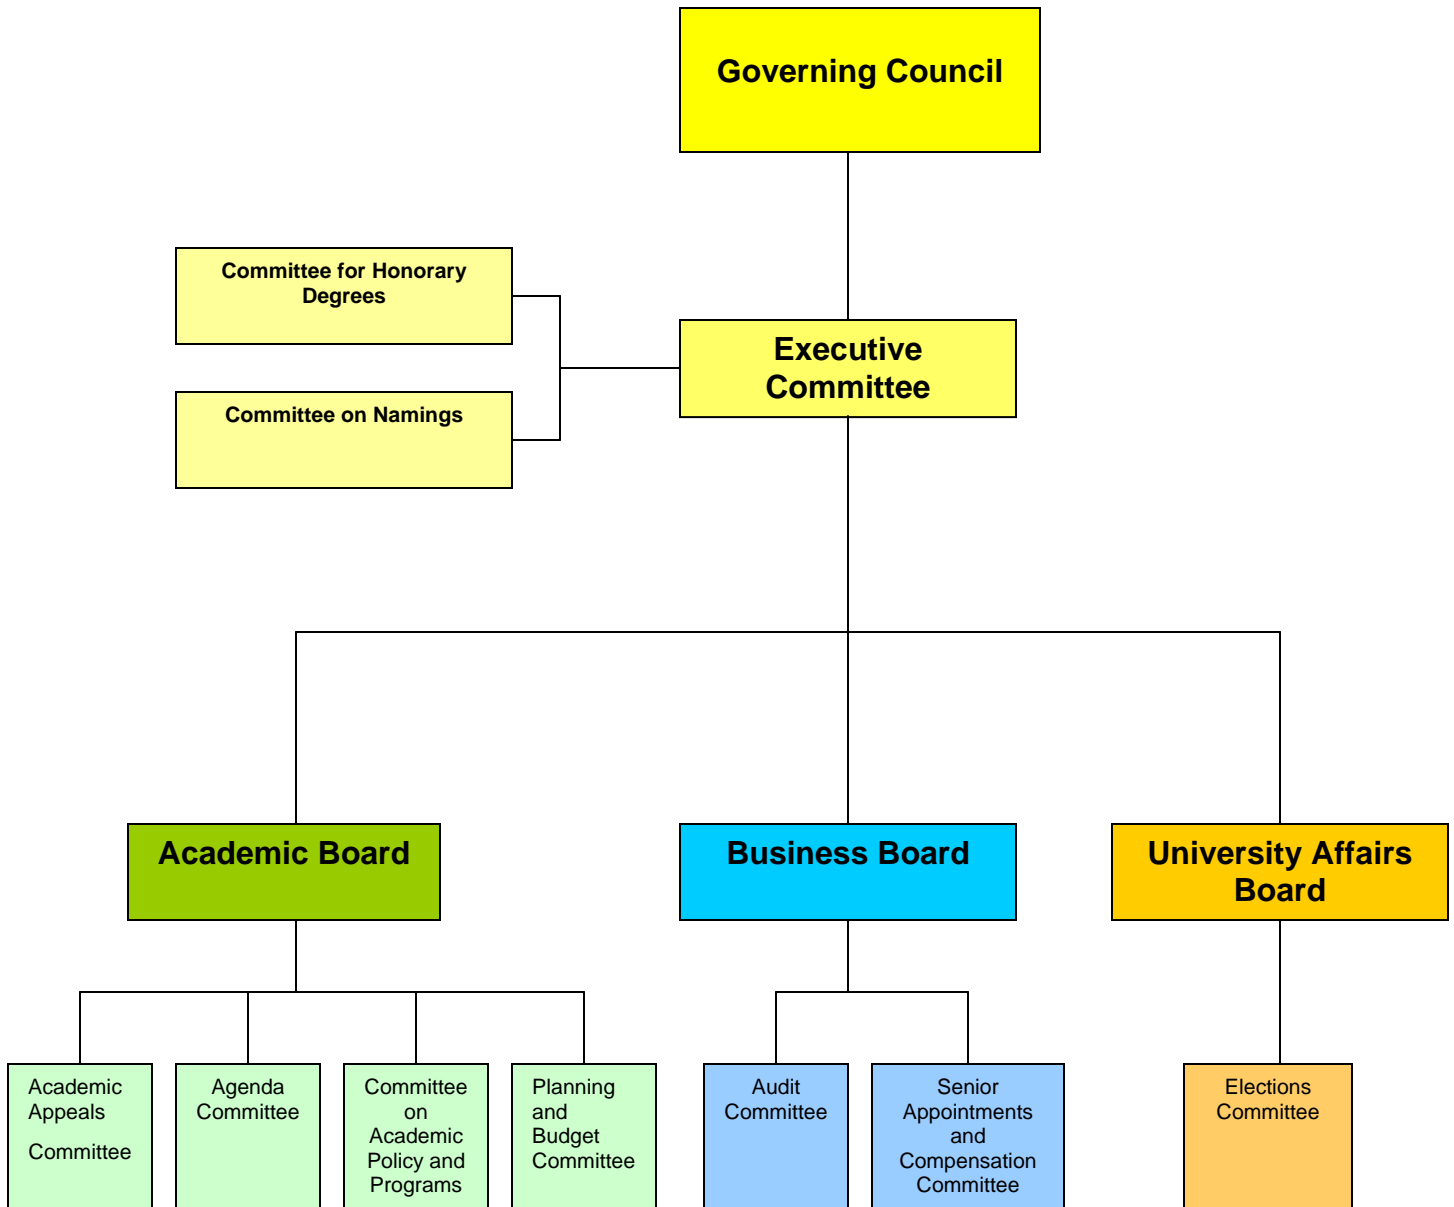 Governing Council
Committee for Honorary
Degrees
Executive
Committee
Committee on Namings
Academic Board
Business Board
University Affairs
Board
Academic
Appeals
Committee
Agenda
Committee
Committee
on
Academic
Policy and
Programs
Planning
and
Budget
Committee
Audit
Committee
Senior
Appointments
and
Compensation
Committee
Elections
Committee